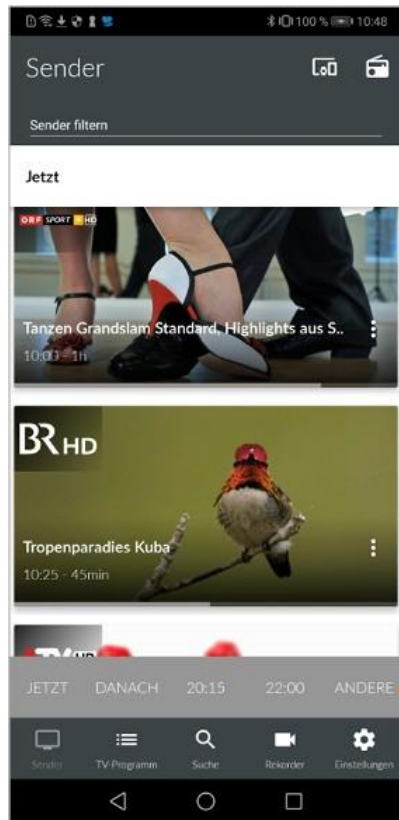 100 % 10:48
Sender
Sender filtern
Jetzt
ORF SPORT + HD
Tanzen Grandslam Standard, Highlights aus S..
10:00 - 1h
BR HD
Tropenparadies Kuba
10:25 - 45min
JETZT DANACH 20:15 22:00 ANDERE
Sender TV-Programm Suche Rekorder Einstellungen